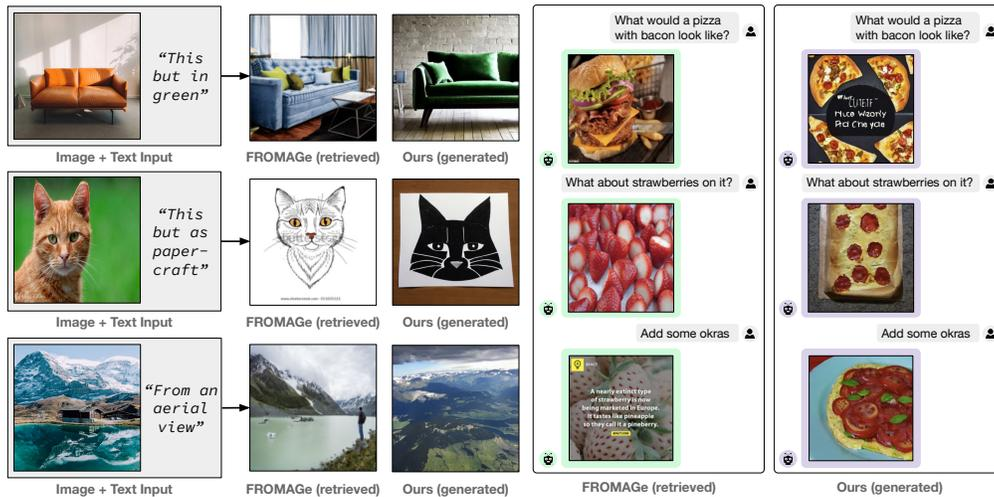 “This
but in
green”
Image + Text Input
FROMAGe (retrieved)
Ours (generated)
“This
but as
paper-
craft”
Image + Text Input
FROMAGe (retrieved)
Ours (generated)
“From an
aerial
view”
Image + Text Input
FROMAGe (retrieved)
Ours (generated)
What would a pizza
with bacon look like?
What about strawberries on it?
Add some okras
A nearly extinct type
of strawberry is now
being marketed in Europe.
It tastes like pineapple
so they call it a pineberry.
FROMAGe (retrieved)
What would a pizza
with bacon look like?
What about strawberries on it?
Add some okras
Ours (generated)